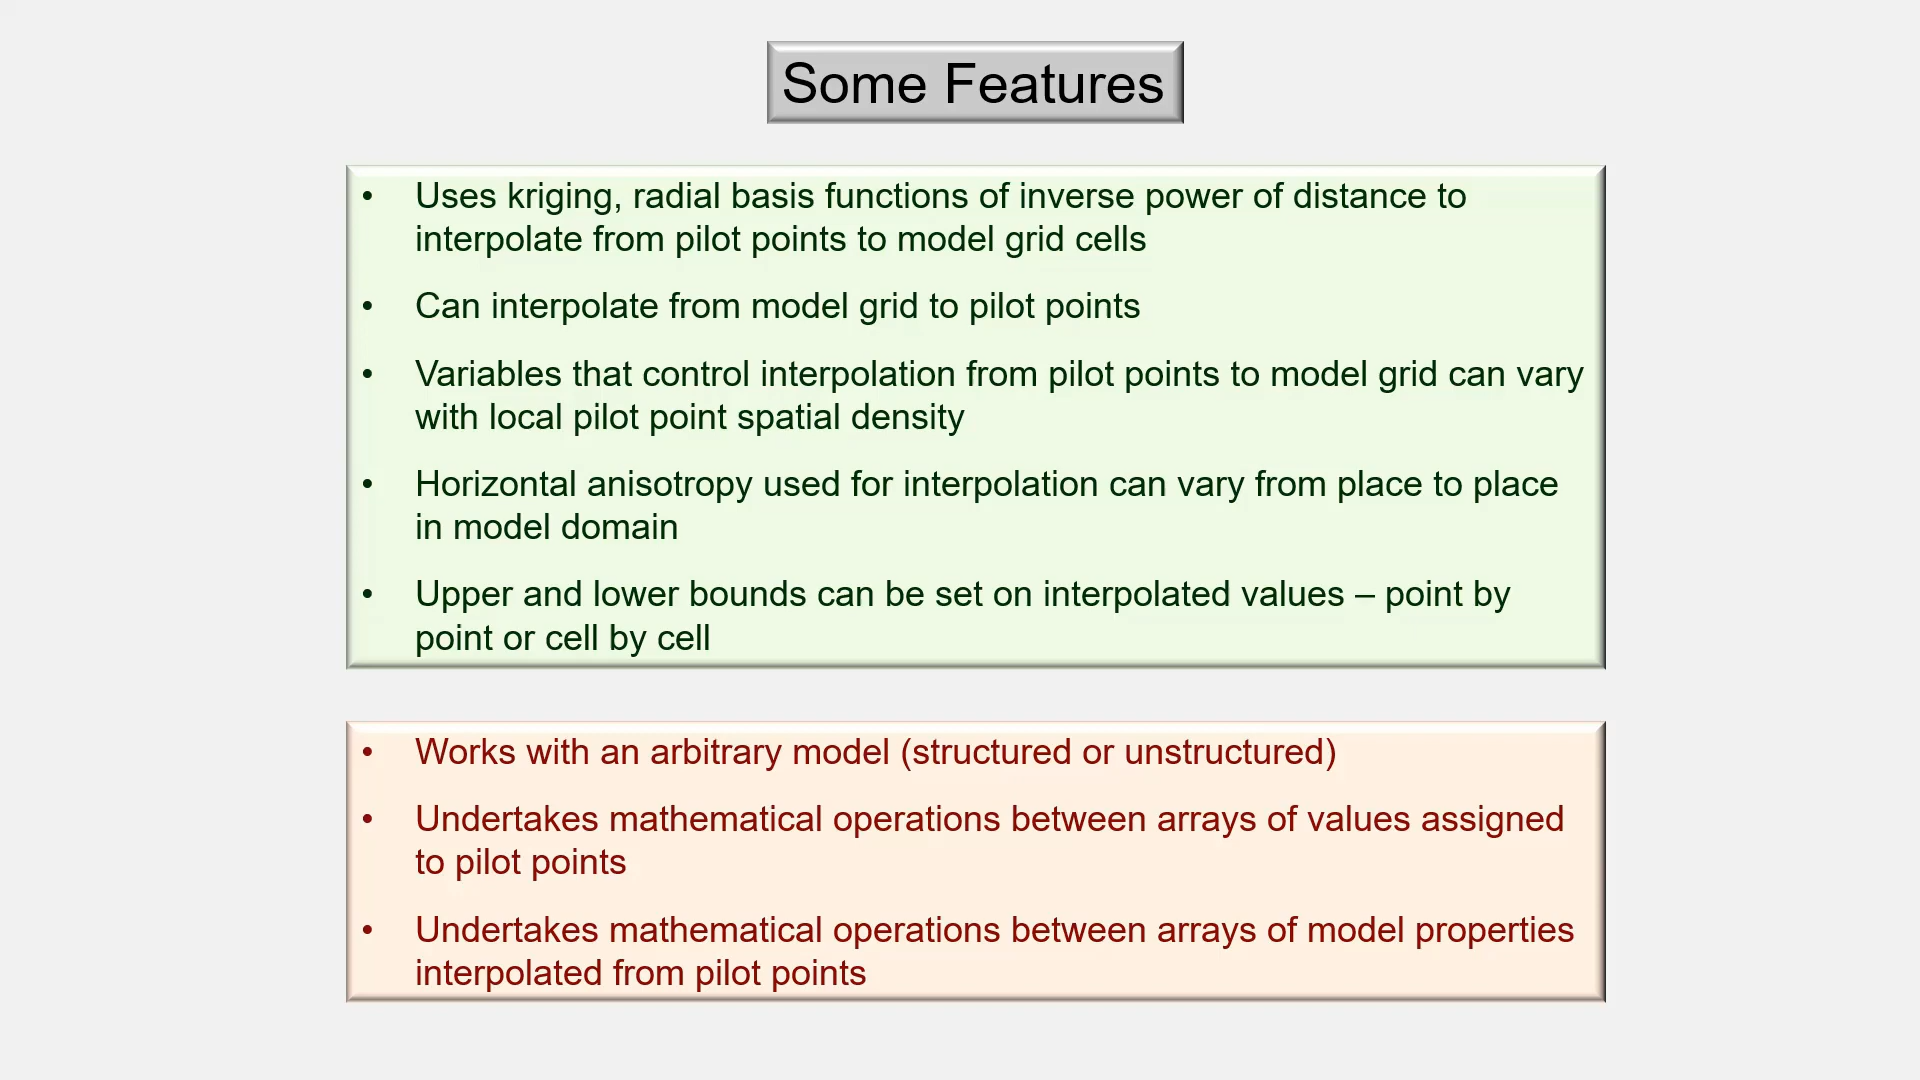 Some Features
• Uses kriging, radial basis functions of inverse power of distance to
interpolate from pilot points to model grid cells
• Can interpolate from model grid to pilot points
• Variables that control interpolation from pilot points to model grid can vary
with local pilot point spatial density
• Horizontal anisotropy used for interpolation can vary from place to place
in model domain
• Upper and lower bounds can be set on interpolated values – point by
point or cell by cell
• Works with an arbitrary model (structured or unstructured)
• Undertakes mathematical operations between arrays of values assigned
to pilot points
• Undertakes mathematical operations between arrays of model properties
interpolated from pilot points